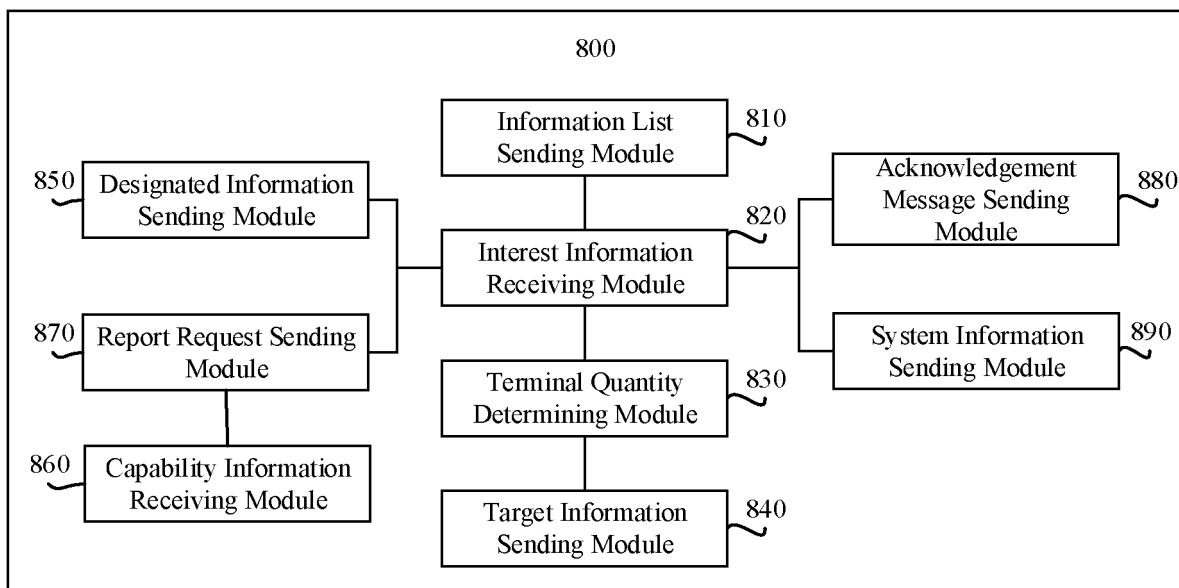 800
Information List
Sending Module
810
850
Designated Information
Sending Module
Acknowledgement
Message Sending
Module
880
820
Interest Information
Receiving Module
870
Report Request Sending
Module
System Information
Sending Module
890
Terminal Quantity
Determining Module
830
860
Capability Information
Receiving Module
Target Information
Sending Module
840